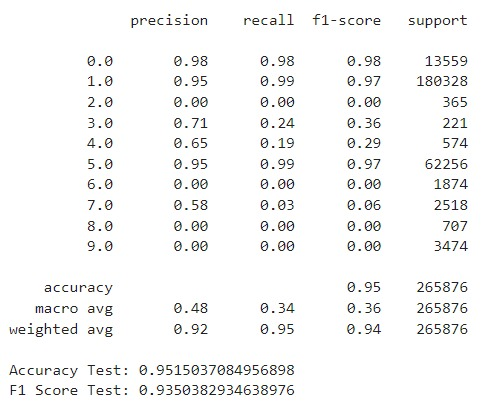 precision recall f1-score support
0.0 0.98 0.98 0.98 13559
1.0 0.95 0.99 0.97 180328
2.0 0.00 0.00 0.00 365
3.0 0.71 0.24 0.36 221
4.0 0.65 0.19 0.29 574
5.0 0.95 0.99 0.97 62256
6.0 0.00 0.00 0.00 1874
7.0 0.58 0.03 0.06 2518
8.0 0.00 0.00 0.00 707
9.0 0.00 0.00 0.00 3474
accuracy 0.95 265876
macro avg 0.48 0.34 0.36 265876
weighted avg 0.92 0.95 0.94 265876
Accuracy Test: 0.9515037084956898
F1 Score Test: 0.9350382934638976